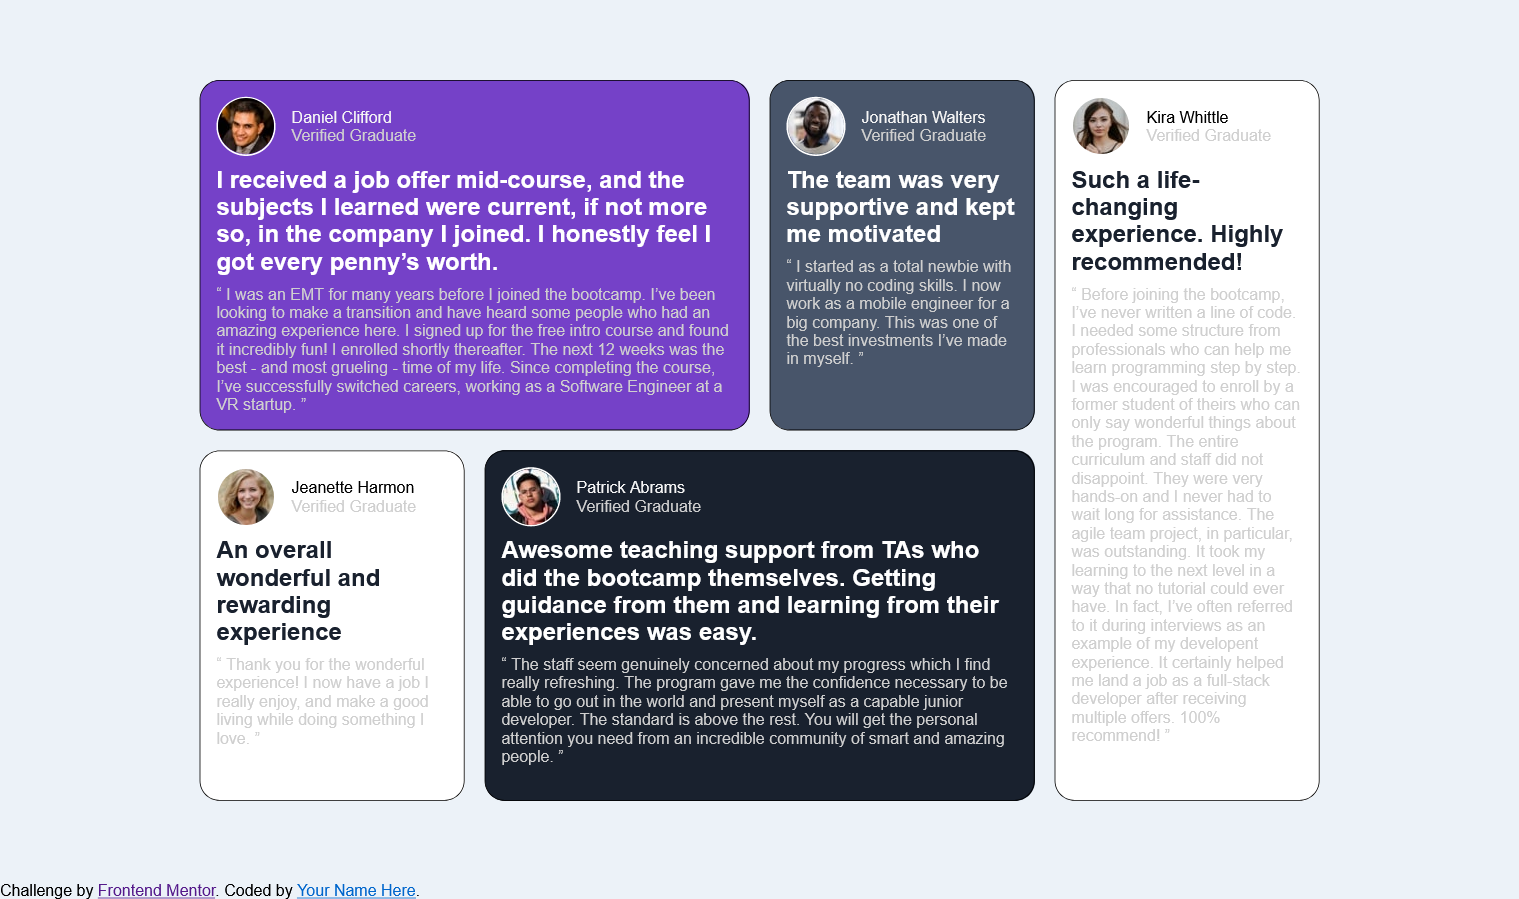 Daniel Clifford
Verified Graduate
I received a job offer mid-course, and the
subjects I learned were current, if not more
so, in the company I joined. I honestly feel I
got every penny’s worth.
“ I was an EMT for many years before I joined the bootcamp. I’ve been
looking to make a transition and have heard some people who had an
amazing experience here. I signed up for the free intro course and found
it incredibly fun! I enrolled shortly thereafter. The next 12 weeks was the
best - and most grueling - time of my life. Since completing the course,
I’ve successfully switched careers, working as a Software Engineer at a
VR startup. ”
Jonathan Walters
Verified Graduate
The team was very
supportive and kept
me motivated
“ I started as a total newbie with
virtually no coding skills. I now
work as a mobile engineer for a
big company. This was one of
the best investments I’ve made
in myself. ”
Kira Whittle
Verified Graduate
Such a life-
changing
experience. Highly
recommended!
“ Before joining the bootcamp,
I’ve never written a line of code.
I needed some structure from
professionals who can help me
learn programming step by step.
I was encouraged to enroll by a
former student of theirs who can
only say wonderful things about
the program. The entire
curriculum and staff did not
disappoint. They were very
hands-on and I never had to
wait long for assistance. The
agile team project, in particular,
was outstanding. It took my
learning to the next level in a
way that no tutorial could ever
have. In fact, I’ve often referred
to it during interviews as an
example of my developent
experience. It certainly helped
me land a job as a full-stack
developer after receiving
multiple offers. 100%
recommend! ”
Jeanette Harmon
Verified Graduate
An overall
wonderful and
rewarding
experience
“ Thank you for the wonderful
experience! I now have a job I
really enjoy, and make a good
living while doing something I
love. ”
Patrick Abrams
Verified Graduate
Awesome teaching support from TAs who
did the bootcamp themselves. Getting
guidance from them and learning from their
experiences was easy.
“ The staff seem genuinely concerned about my progress which I find
really refreshing. The program gave me the confidence necessary to be
able to go out in the world and present myself as a capable junior
developer. The standard is above the rest. You will get the personal
attention you need from an incredible community of smart and amazing
people. ”
Challenge by Frontend Mentor. Coded by Your Name Here.